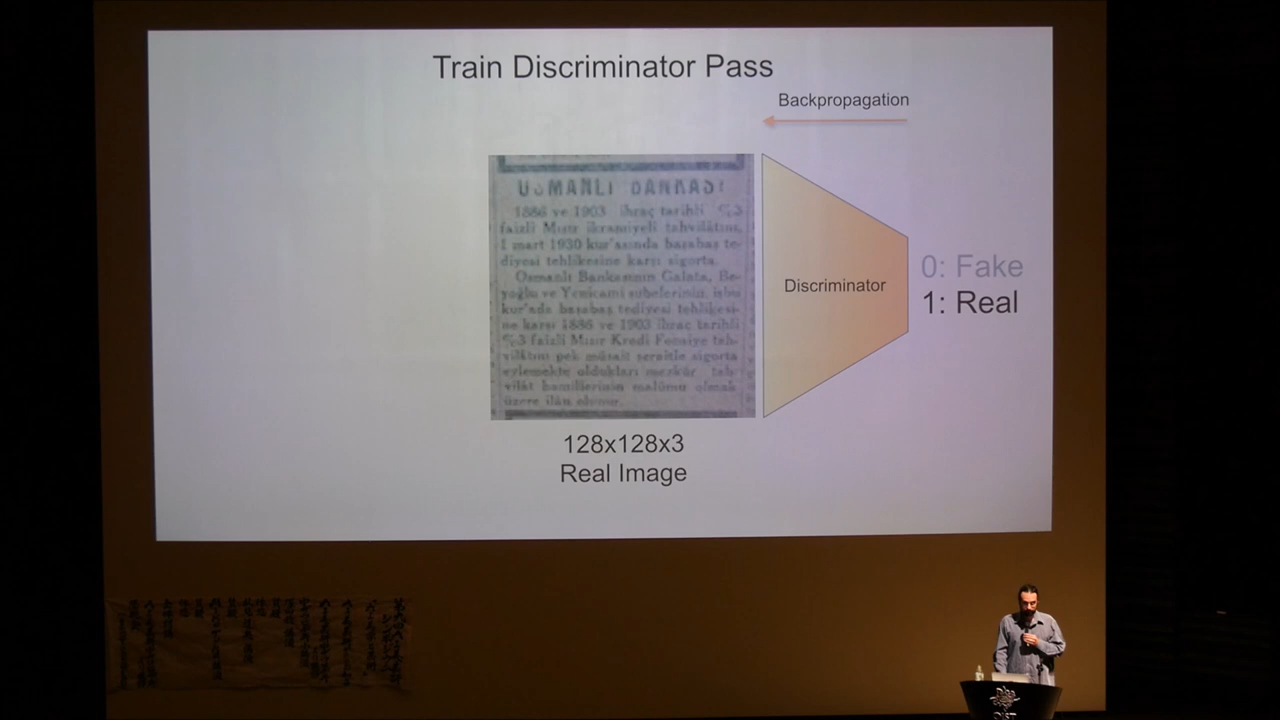 Train Discriminator Pass
Backpropagation
OSMANLI BANKASI
1886 ve 1903 ihraç tarihli %3
faizli Mısır ikramiyeli tahvilâtının,
1 mart 1930 kur'asında başabaş te-
diyesi tehlikesine karşı sigorta.
Osmanlı Bankasının Galata, Be-
yoğlu ve Yenicami şubelerinin, işbu
kur'ada başabaş tediyesi tehlikesi-
ne karşı 1886 ve 1903 ihraç tarihli
%3 faizli Mısır Kredi Fonsiye tah-
vilâtını pek müsait şeraitle sigorta
eylemekte oldukları mezkûr tah-
vilât hamillerinin malûmu olmak
üzere ilân olunur.
Discriminator
0: Fake
1: Real
128x128x3
Real Image